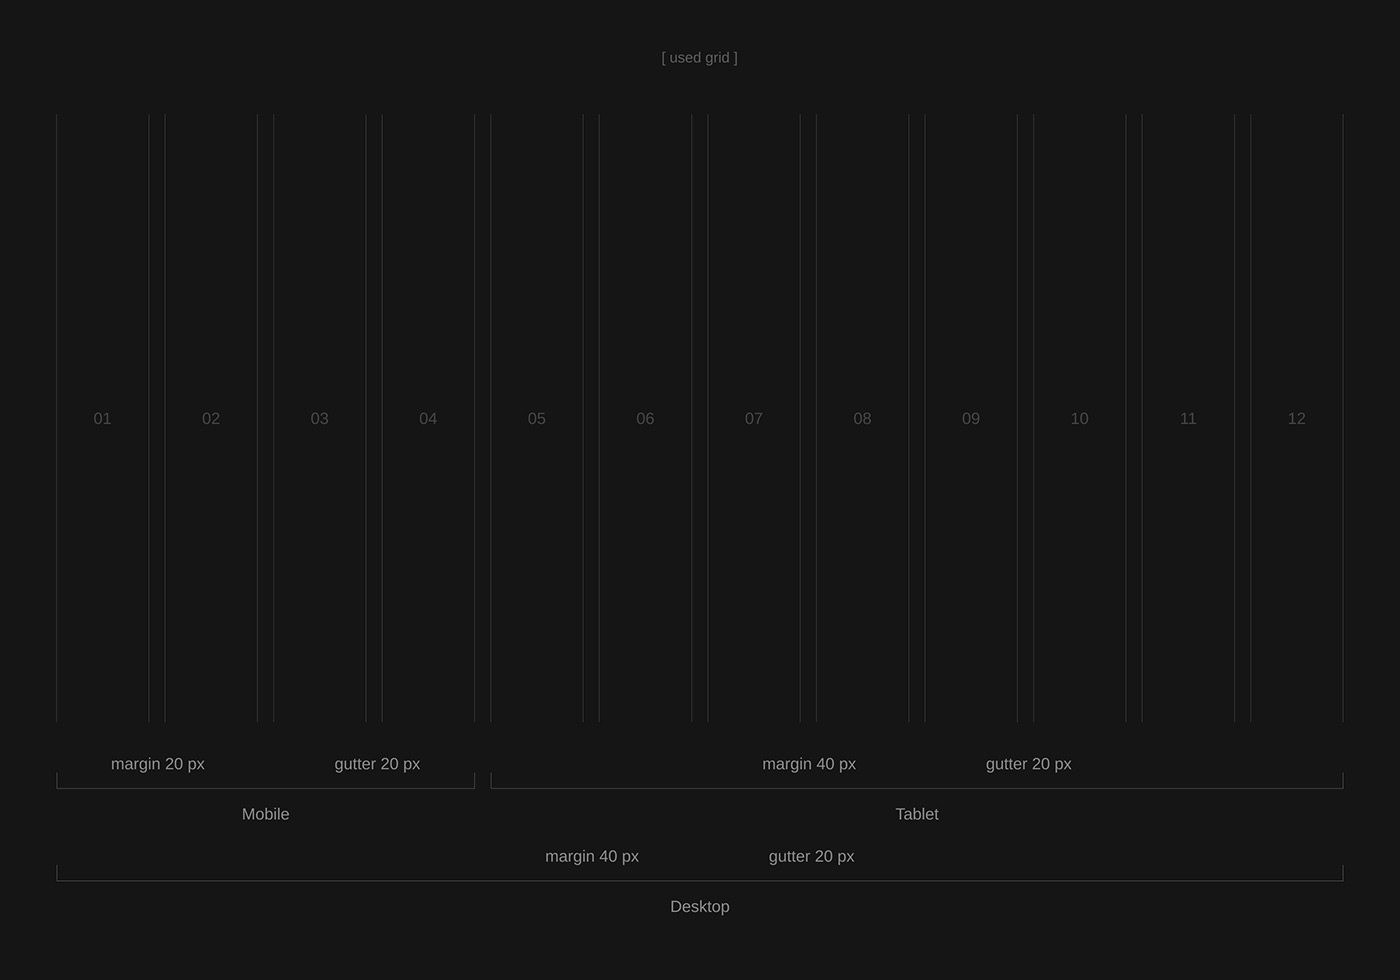 [ used grid ]
01 02 03 04 05 06 07 08 09 10 11 12
margin 20 px gutter 20 px margin 40 px gutter 20 px
Mobile Tablet
margin 40 px gutter 20 px
Desktop